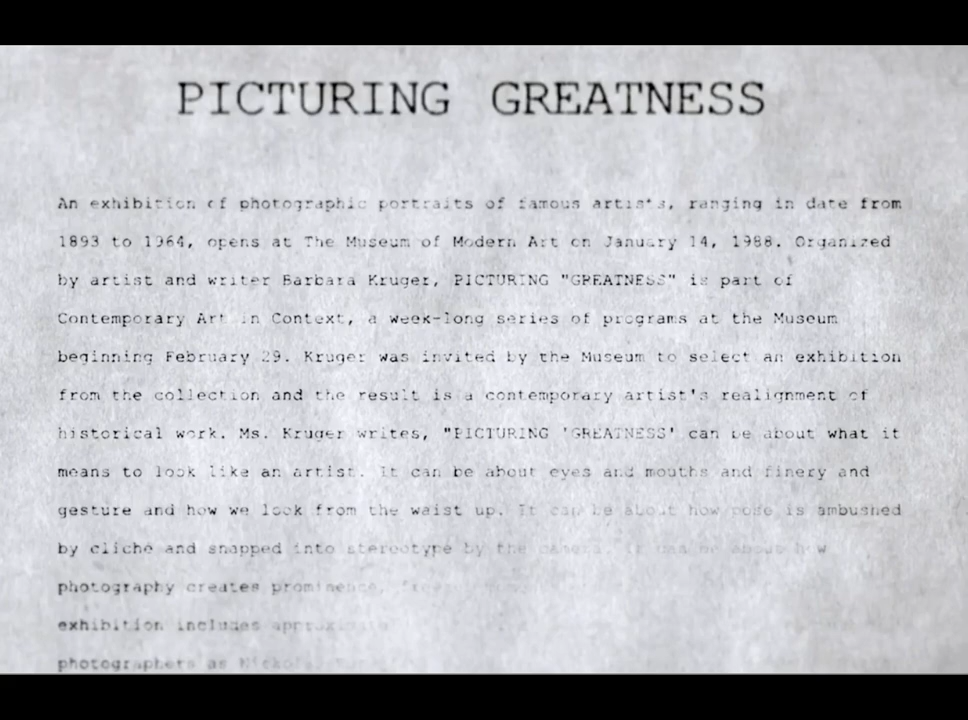 PICTURING GREATNESS
An exhibition of photographic portraits of famous artists, ranging in date from
1893 to 1964, opens at The Museum of Modern Art on January 14, 1988. Organized
by artist and writer Barbara Kruger, PICTURING "GREATNESS" is part of
Contemporary Art in Context, a week-long series of programs at the Museum
beginning February 29. Kruger was invited by the Museum to select an exhibition
from the collection and the result is a contemporary artist's realignment of
historical work. Ms. Kruger writes, "PICTURING 'GREATNESS' can be about what it
means to look like an artist. It can be about eyes and mouths and finery and
gesture and how we look from the waist up. It can be about how pose is ambushed
by cliché and snapped into stereotype by the camera. It can be about how
photography creates prominence,
exhibition includes
photographers as